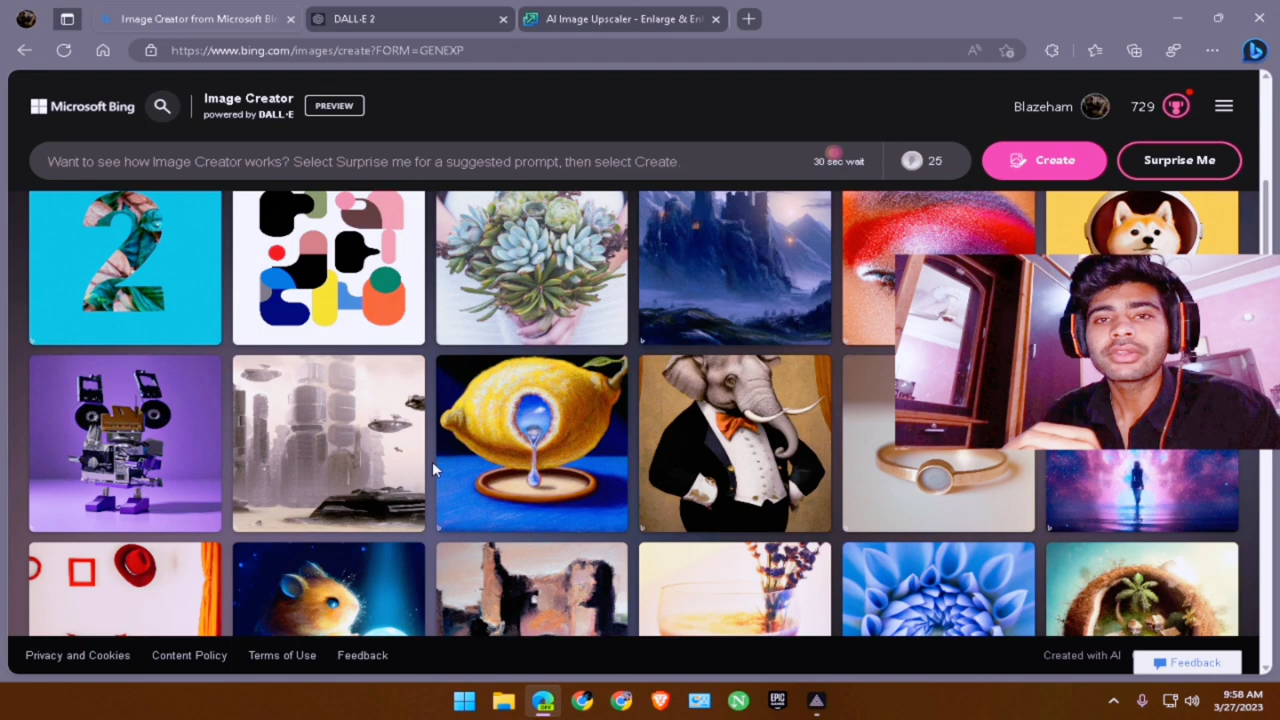 Image Creator from Microsoft Bi
DALL·E 2
AI Image Upscaler - Enlarge & En
https://www.bing.com/images/create?FORM=GENEXP
Microsoft Bing
Image Creator
powered by DALL·E
PREVIEW
Blazeham
729
Want to see how Image Creator works? Select Surprise me for a suggested prompt, then select Create.
30 sec wait
25
Create
Surprise Me
2
Privacy and Cookies
Content Policy
Terms of Use
Feedback
Created with AI
Feedback
DEV
EPIC
GAMES
9:58 AM
3/27/2023